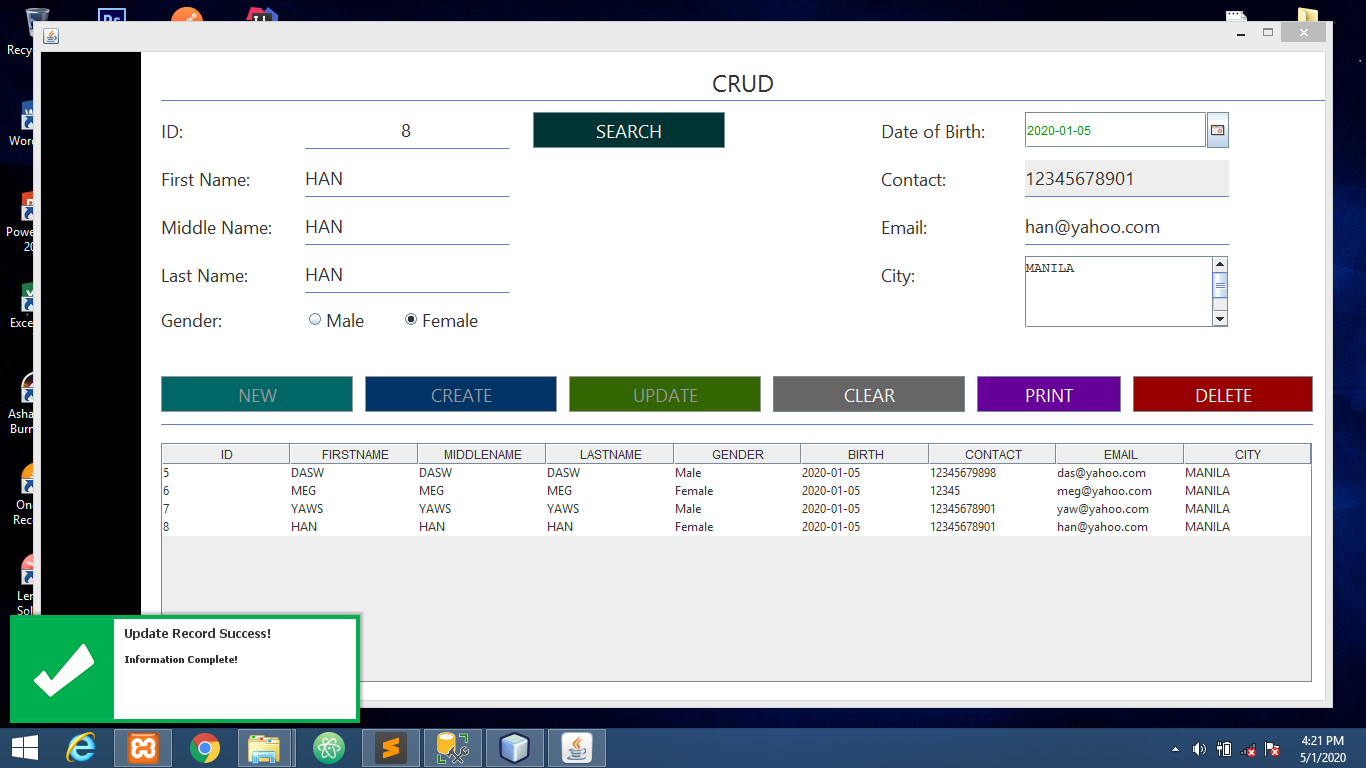 Ps
Recy
Wor
Powe
20
Exce
Asha
Burn
On
Rec
Ler
Sol
CRUD
ID: 8 SEARCH Date of Birth: 2020-01-05
First Name: HAN Contact: 12345678901
Middle Name: HAN Email: han@yahoo.com
Last Name: HAN City: MANILA
Gender: Male Female
NEW CREATE UPDATE CLEAR PRINT DELETE
ID FIRSTNAME MIDDLENAME LASTNAME GENDER BIRTH CONTACT EMAIL CITY
5 DASW DASW DASW Male 2020-01-05 12345679898 das@yahoo.com MANILA
6 MEG MEG MEG Female 2020-01-05 12345 meg@yahoo.com MANILA
7 YAWS YAWS YAWS Male 2020-01-05 12345678901 yaw@yahoo.com MANILA
8 HAN HAN HAN Female 2020-01-05 12345678901 han@yahoo.com MANILA
Update Record Success!
Information Complete!
4:21 PM
5/1/2020